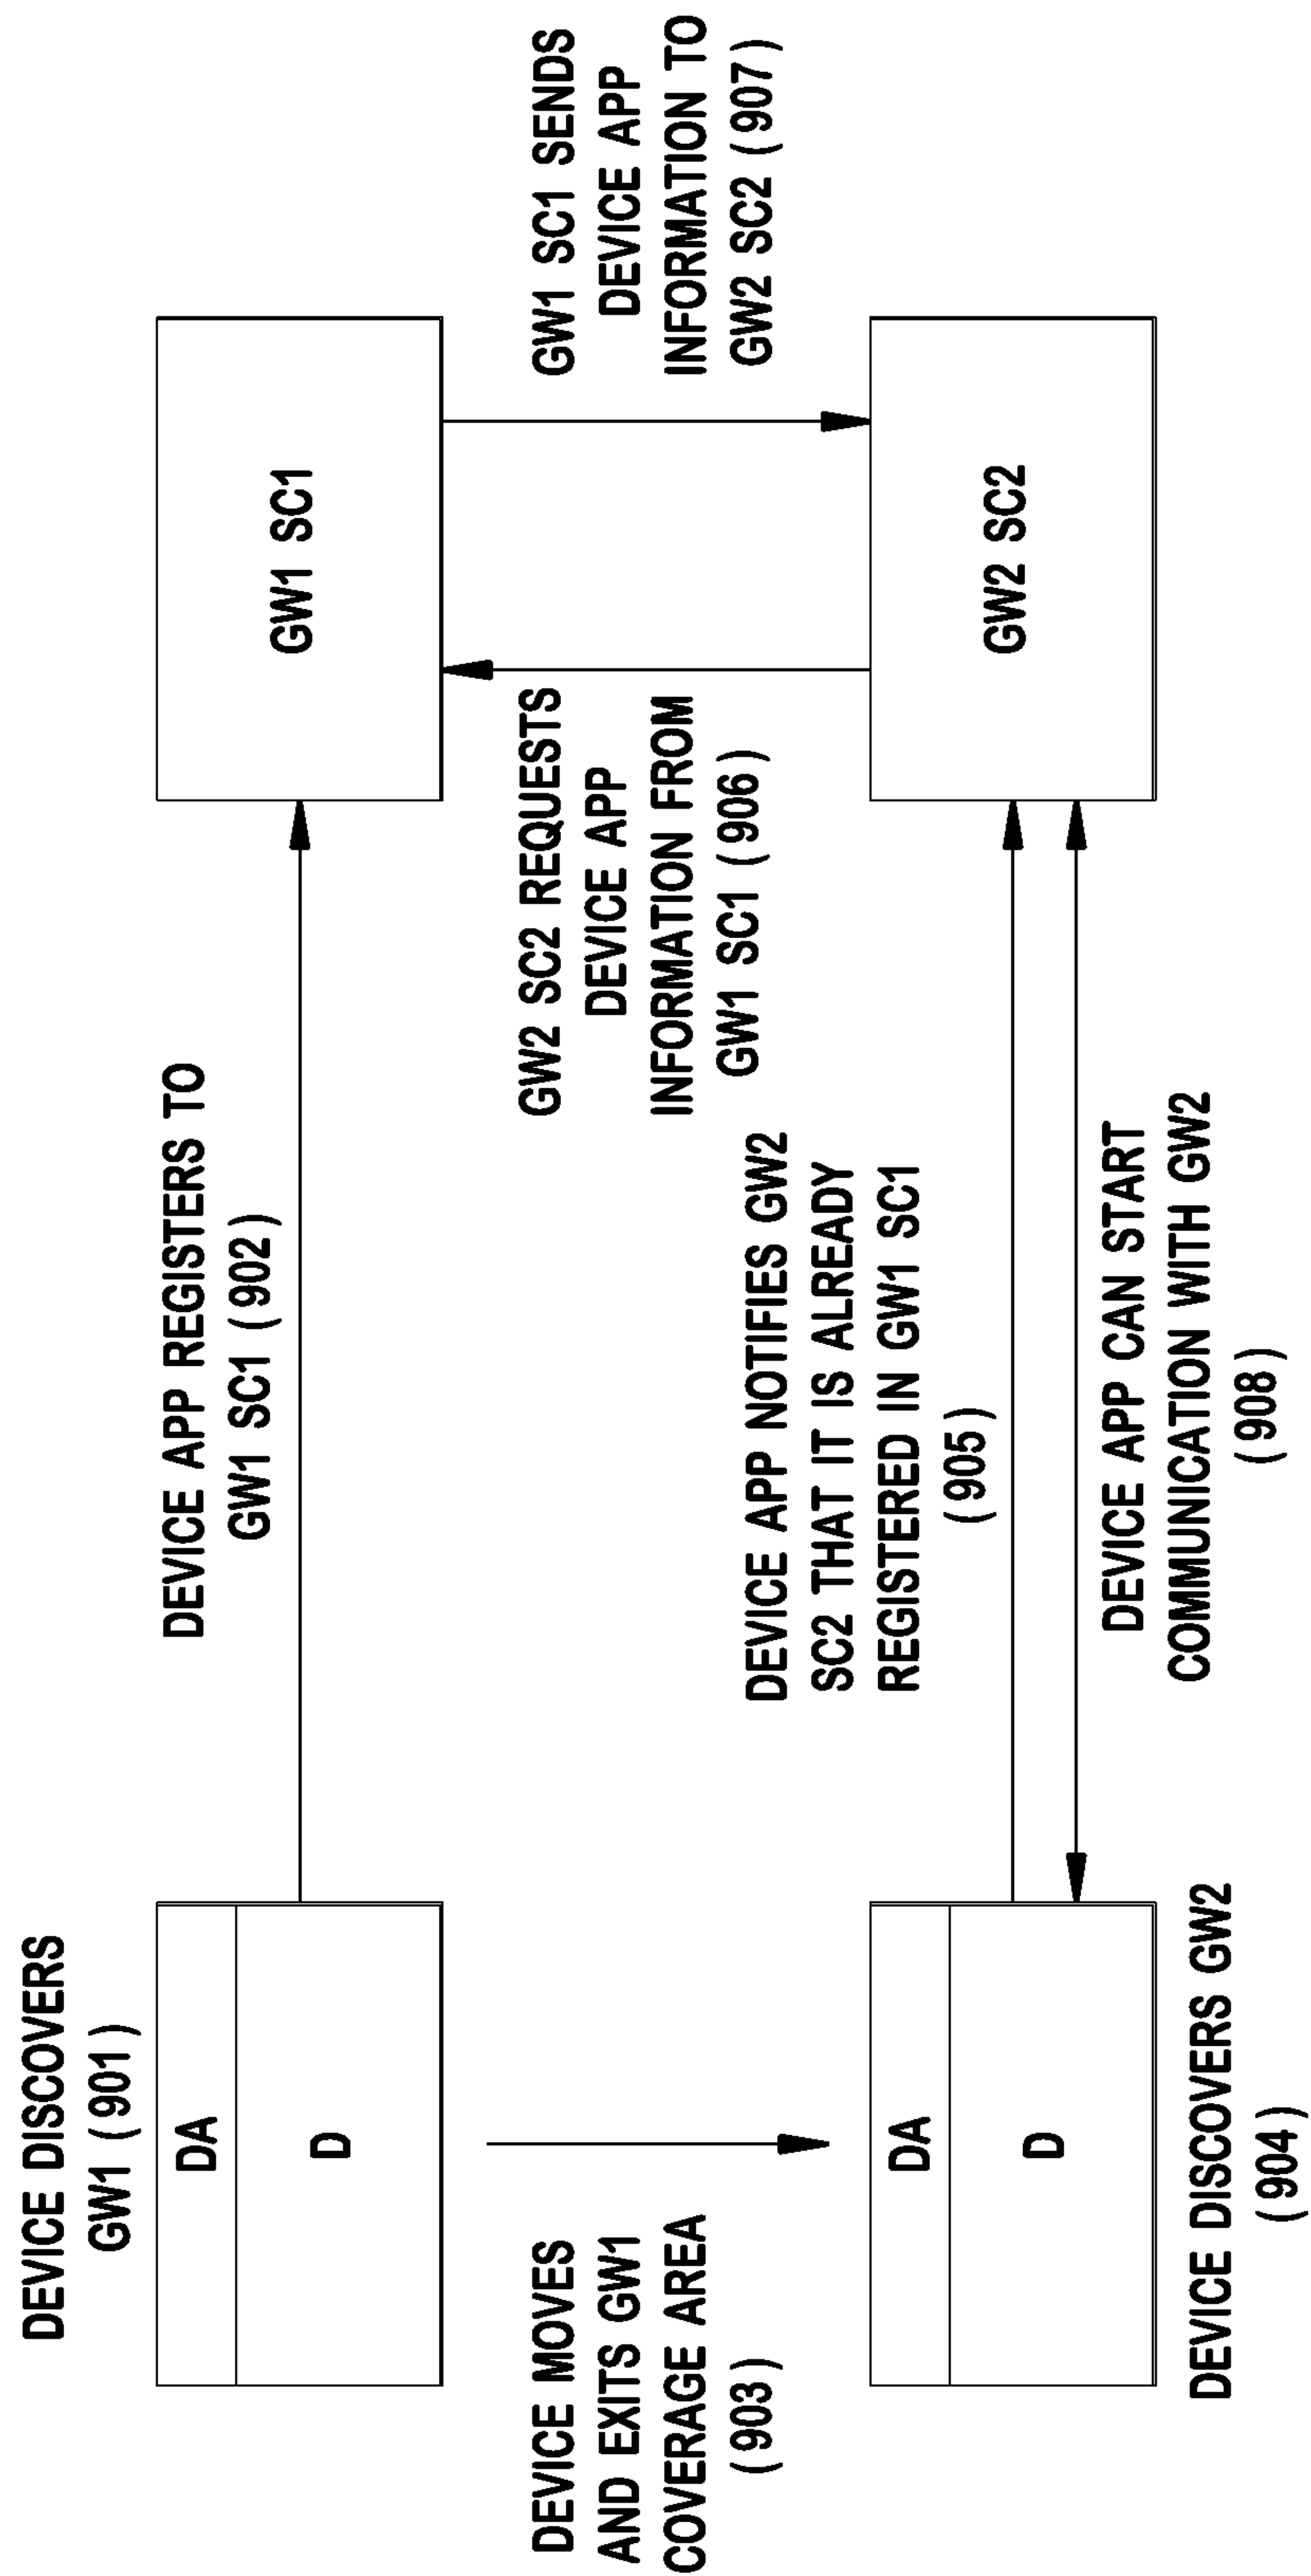 DEVICE DISCOVERS
GW1 (901)
DA
D
DEVICE APP REGISTERS TO
GW1 SC1 (902)
GW1 SC1
DEVICE MOVES
AND EXITS GW1
COVERAGE AREA
(903)
GW2 SC2 REQUESTS
DEVICE APP
INFORMATION FROM
GW1 SC1 (906)
GW1 SC1 SENDS
DEVICE APP
INFORMATION TO
GW2 SC2 (907)
DEVICE APP NOTIFIES GW2
SC2 THAT IT IS ALREADY
REGISTERED IN GW1 SC1
(905)
DA
D
GW2 SC2
DEVICE APP CAN START
COMMUNICATION WITH GW2
(908)
DEVICE DISCOVERS GW2
(904)